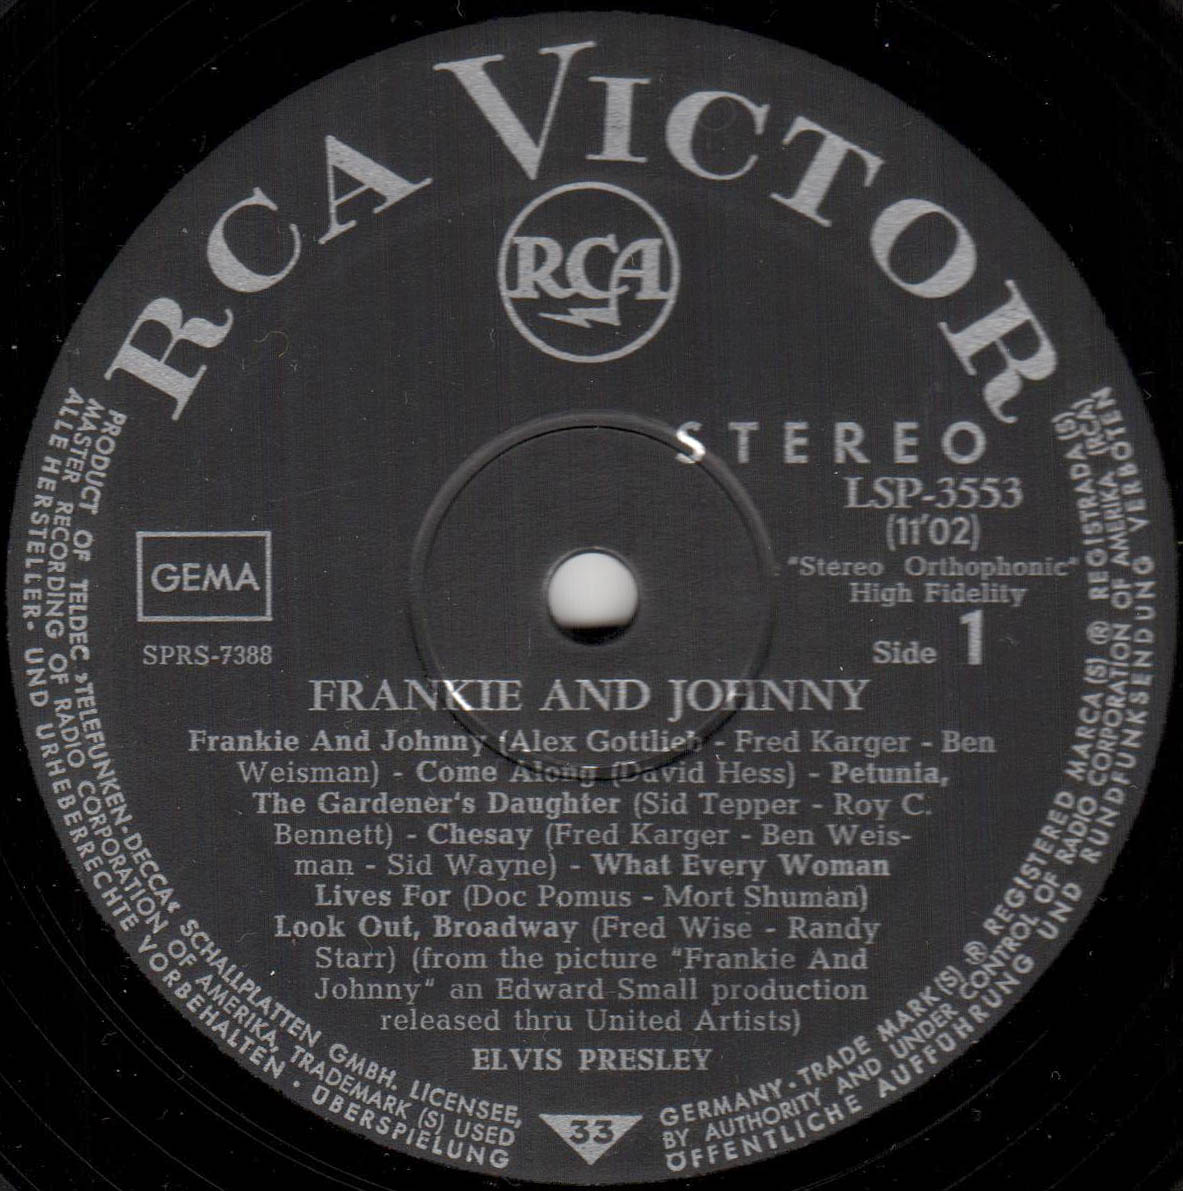 RCA VICTOR
RCA
STEREO
LSP-3553
(11'02)
"Stereo Orthophonic"
High Fidelity
Side 1
GEMA
SPRS-7388
FRANKIE AND JOHNNY
Frankie And Johnny (Alex Gottlieb - Fred Karger - Ben
Weisman) - Come Along (David Hess) - Petunia,
The Gardener's Daughter (Sid Tepper - Roy C.
Bennett) - Chesay (Fred Karger - Ben Weis-
man - Sid Wayne) - What Every Woman
Lives For (Doc Pomus - Mort Shuman)
Look Out, Broadway (Fred Wise - Randy
Starr) (from the picture "Frankie And
Johnny" an Edward Small production
released thru United Artists)
ELVIS PRESLEY
33
PRODUCT OF TELDEC »TELEFUNKEN-DECCA« SCHALLPLATTEN GMBH. LICENSEE,
MASTER RECORDING OF RADIO CORPORATION OF AMERIKA, TRADEMARK (S) USED
ALLE HERSTELLER- UND URHEBERRECHTE VORBEHALTEN · ÜBERSPIELUNG
GERMANY · TRADE MARK(S) ® REGISTERED MARCA(S) ® REGISTRADA(S)
BY AUTHORITY AND UNDER CONTROL OF RADIO CORPORATION OF AMERIKA (RCA)
ÖFFENTLICHE AUFFÜHRUNG UND RUNDFUNKSENDUNG VERBOTEN